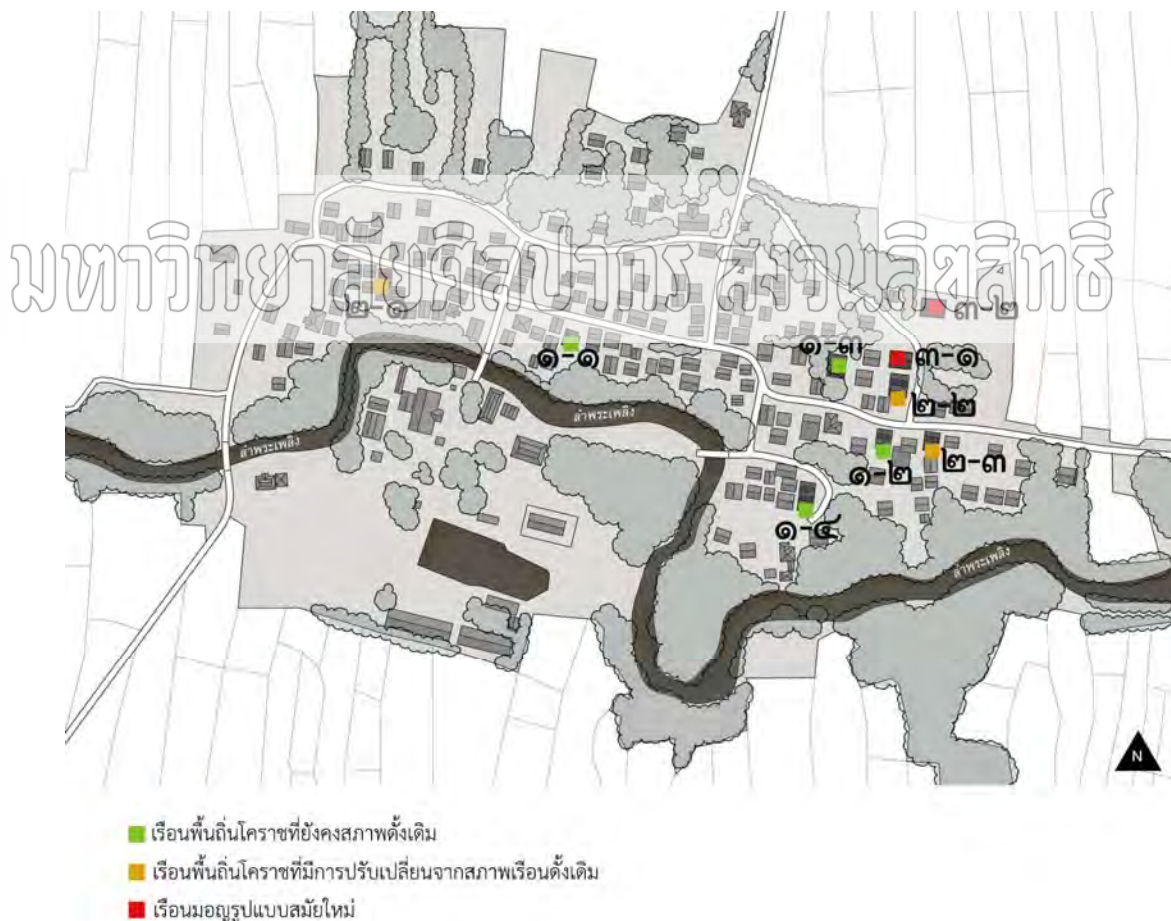 มหาวิทยาลัยศิลปากร สงวนลิขสิทธิ์
๒-๑
๓-๒
๑-๑
๑-๓
๓-๑
๒-๒
ลำพระเพลิง
ลำพระเพลิง
๑-๒
๒-๓
๑-๔
ลำพระเพลิง
N
เรือนพื้นถิ่นโคราชที่ยังคงสภาพดั้งเดิม
เรือนพื้นถิ่นโคราชที่มีการปรับเปลี่ยนจากสภาพเรือนดั้งเดิม
เรือนมอญรูปแบบสมัยใหม่